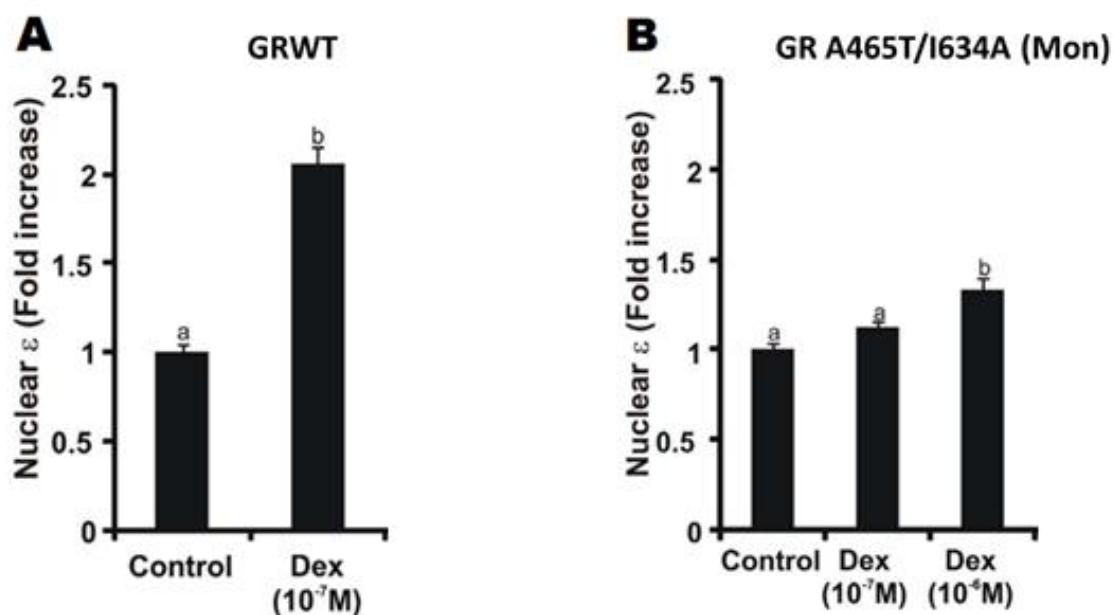 A
GRWT
Nuclear ε (Fold increase)
2.5
2
1.5
1
0.5
0
a
b
Control
Dex
(10⁻⁷M)
B
GR A465T/I634A (Mon)
Nuclear ε (Fold increase)
2.5
2
1.5
1
0.5
0
a
a
b
Control
Dex
(10⁻⁷M)
Dex
(10⁻⁶M)